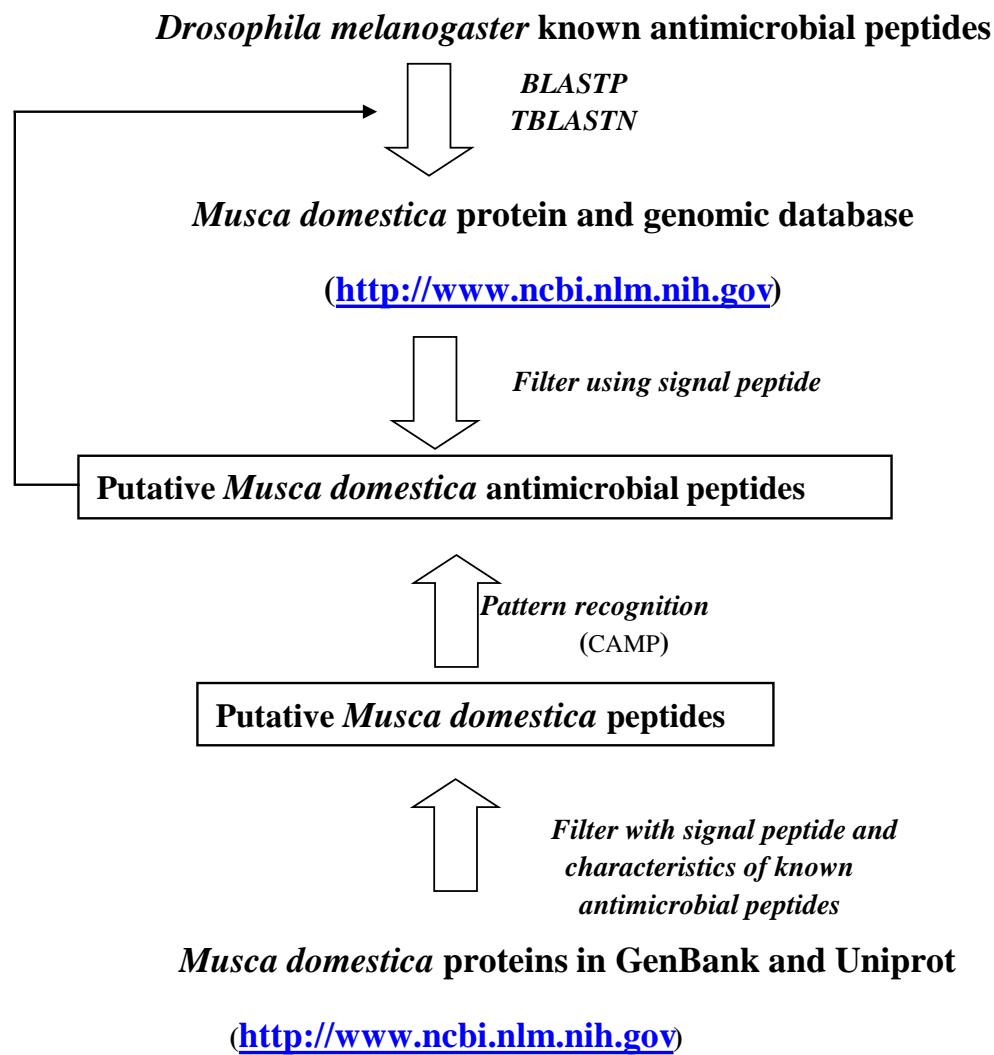 Drosophila melanogaster known antimicrobial peptides
BLASTP
TBLASTN
Musca domestica protein and genomic database
(http://www.ncbi.nlm.nih.gov)
Filter using signal peptide
Putative Musca domestica antimicrobial peptides
Pattern recognition
(CAMP)
Putative Musca domestica peptides
Filter with signal peptide and
characteristics of known
antimicrobial peptides
Musca domestica proteins in GenBank and Uniprot
(http://www.ncbi.nlm.nih.gov)